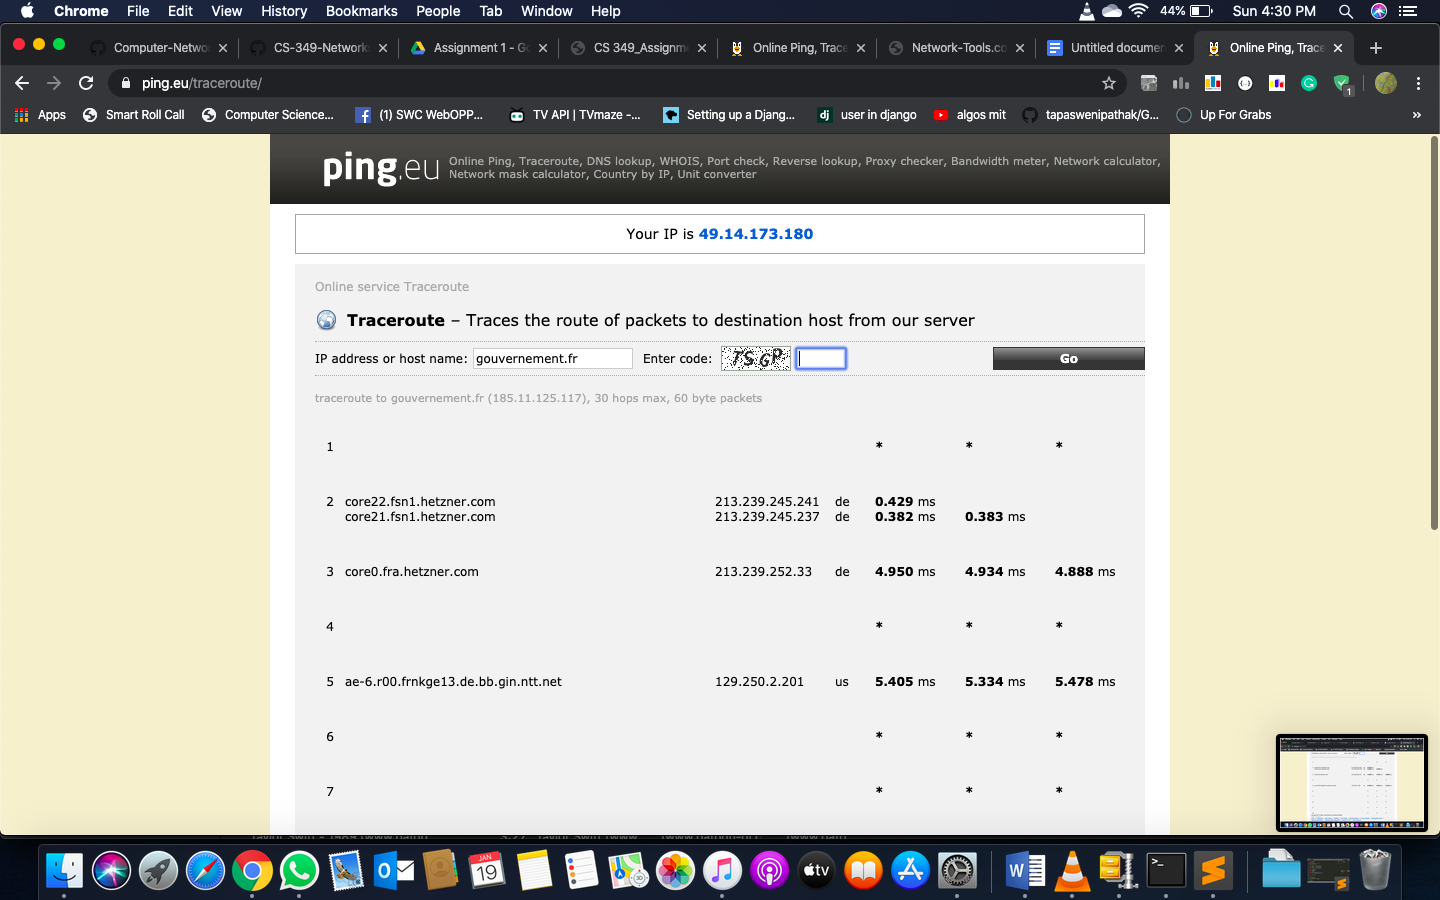 Chrome File Edit View History Bookmarks People Tab Window Help 44% Sun 4:30 PM
Computer-Netwo CS-349-Network Assignment 1 - Go CS 349_Assignm Online Ping, Trace Network-Tools.co Untitled documen Online Ping, Trace
ping.eu/traceroute/ 1
Apps Smart Roll Call Computer Science... (1) SWC WebOPP... TV API | TVmaze -... Setting up a Djang... dj user in django algos mit tapaswenipathak/G... Up For Grabs »
ping.eu Online Ping, Traceroute, DNS lookup, WHOIS, Port check, Reverse lookup, Proxy checker, Bandwidth meter, Network calculator,
Network mask calculator, Country by IP, Unit converter
Your IP is 49.14.173.180
Online service Traceroute
Traceroute – Traces the route of packets to destination host from our server
IP address or host name: gouvernement.fr Enter code: TSGP Go
traceroute to gouvernement.fr (185.11.125.117), 30 hops max, 60 byte packets
1 * * *
2 core22.fsn1.hetzner.com 213.239.245.241 de 0.429 ms
core21.fsn1.hetzner.com 213.239.245.237 de 0.382 ms 0.383 ms
3 core0.fra.hetzner.com 213.239.252.33 de 4.950 ms 4.934 ms 4.888 ms
4 * * *
5 ae-6.r00.frnkge13.de.bb.gin.ntt.net 129.250.2.201 us 5.405 ms 5.334 ms 5.478 ms
6 * * *
7 * * *
JAN
19
tv